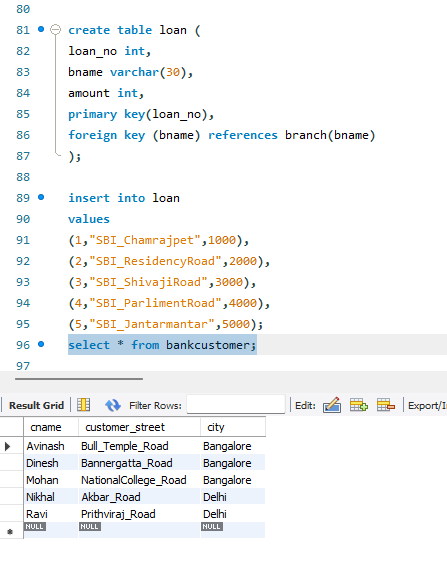 80
81 create table loan (
82 loan_no int,
83 bname varchar(30),
84 amount int,
85 primary key(loan_no),
86 foreign key (bname) references branch(bname)
87 );
88
89 insert into loan
90 values
91 (1,"SBI_Chamrajpet",1000),
92 (2,"SBI_ResidencyRoad",2000),
93 (3,"SBI_ShivajiRoad",3000),
94 (4,"SBI_ParlimentRoad",4000),
95 (5,"SBI_Jantarmantar",5000);
96 select * from bankcustomer;
97
Result Grid Filter Rows: Edit: Export/I
cname customer_street city
Avinash Bull_Temple_Road Bangalore
Dinesh Bannergatta_Road Bangalore
Mohan NationalCollege_Road Bangalore
Nikhal Akbar_Road Delhi
Ravi Prithviraj_Road Delhi
NULL NULL NULL